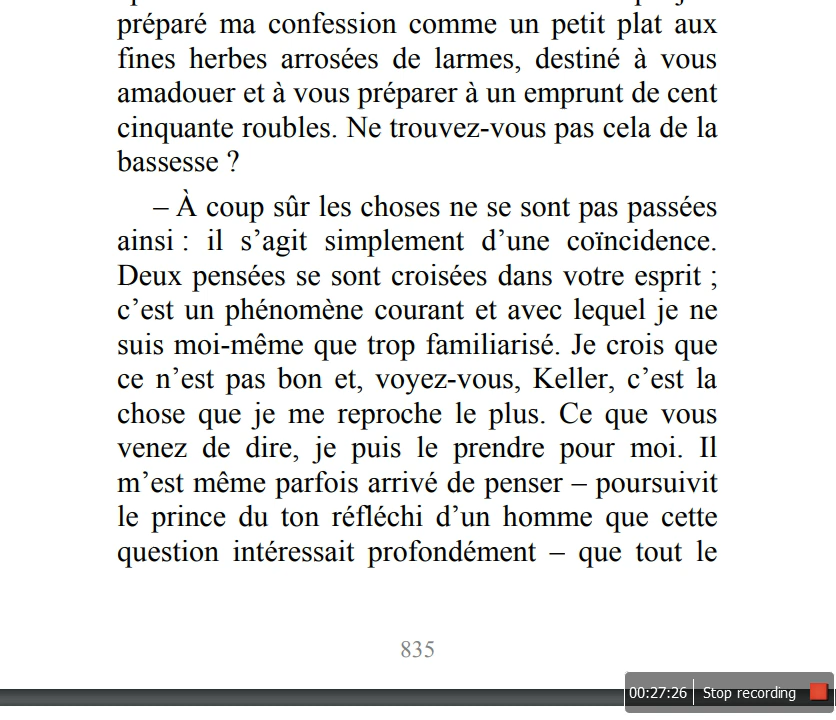 préparé ma confession comme un petit plat aux
fines herbes arrosées de larmes, destiné à vous
amadouer et à vous préparer à un emprunt de cent
cinquante roubles. Ne trouvez-vous pas cela de la
bassesse ?
– À coup sûr les choses ne se sont pas passées
ainsi : il s’agit simplement d’une coïncidence.
Deux pensées se sont croisées dans votre esprit ;
c’est un phénomène courant et avec lequel je ne
suis moi-même que trop familiarisé. Je crois que
ce n’est pas bon et, voyez-vous, Keller, c’est la
chose que je me reproche le plus. Ce que vous
venez de dire, je puis le prendre pour moi. Il
m’est même parfois arrivé de penser – poursuivit
le prince du ton réfléchi d’un homme que cette
question intéressait profondément – que tout le
835
00:27:26 Stop recording